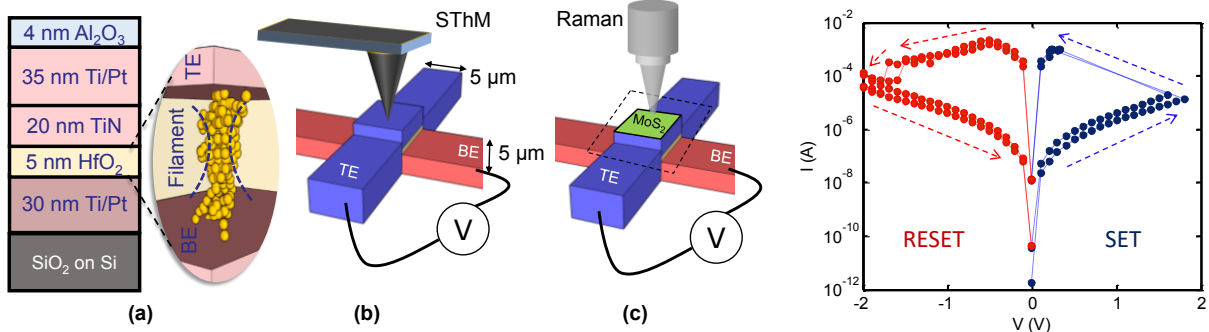 4 nm Al₂O₃
35 nm Ti/Pt
20 nm TiN
5 nm HfO₂
30 nm Ti/Pt
SiO₂ on Si
TE
Filament
BE
(a)
SThM
5 µm
BE
5 µm
TE
V
(b)
Raman
MoS₂
BE
TE
V
(c)
I (A)
10⁻²
10⁻⁴
10⁻⁶
10⁻⁸
10⁻¹⁰
10⁻¹²
RESET
SET
-2
-1
0
1
2
V (V)